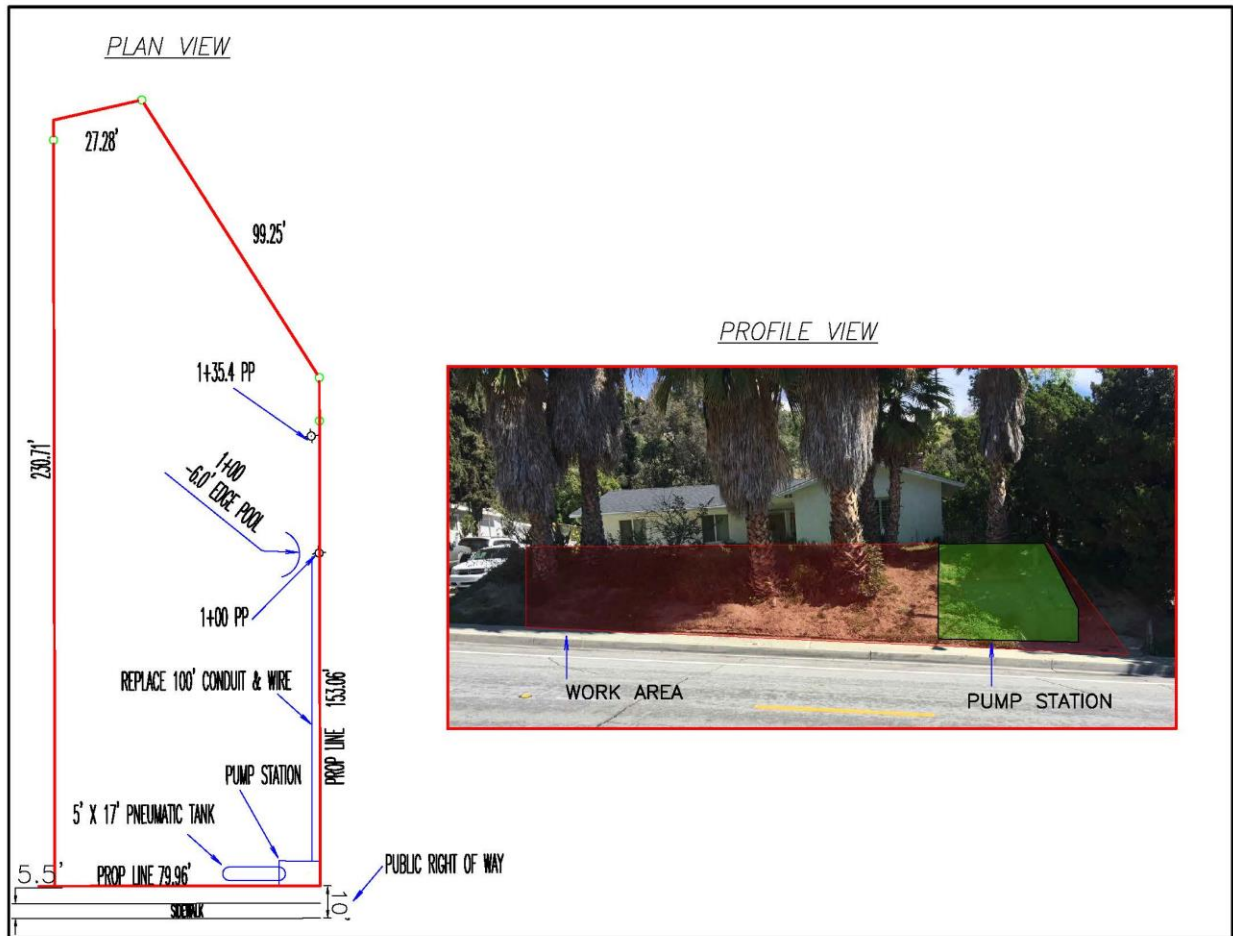 PLAN VIEW
27.28'
99.25'
1+35.4 PP
230.71'
1+00
-6.0' EDGE POOL
1+00 PP
REPLACE 100' CONDUIT & WIRE
PROP LINE 153.06'
PUMP STATION
5' X 17' PNEUMATIC TANK
5.5'
PROP LINE 79.96'
PUBLIC RIGHT OF WAY
SIDEWALK
10'
PROFILE VIEW
WORK AREA
PUMP STATION